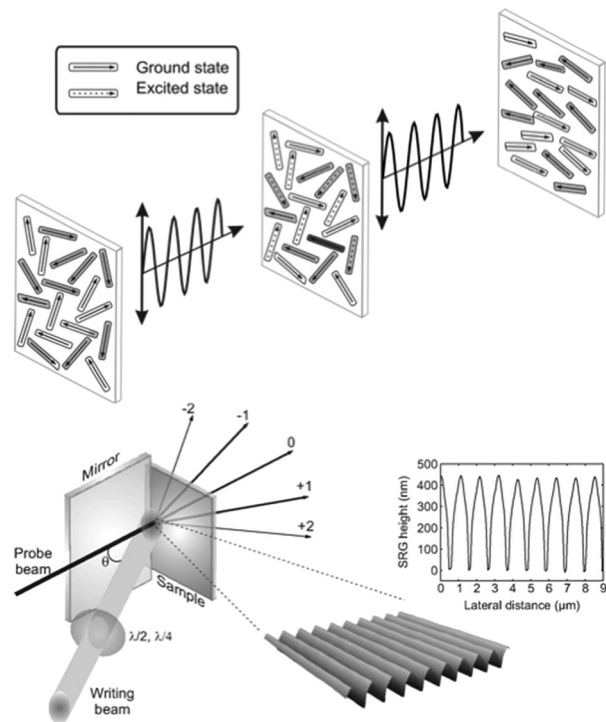 Ground state
Excited state
-2
-1
0
+1
+2
Mirror
Probe
beam
θ
Sample
λ/2, λ/4
Writing
beam
SRG height (nm)
500
400
300
200
100
0
0 1 2 3 4 5 6 7 8 9
Lateral distance (µm)